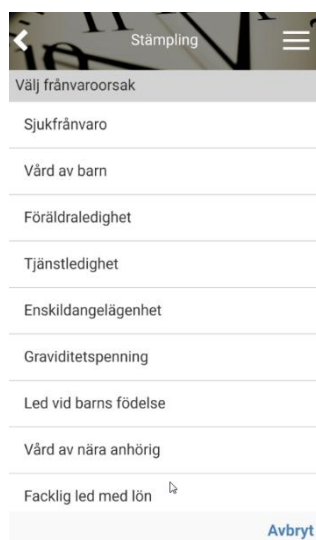 Stämpling
Välj frånvaroorsak
Sjukfrånvaro
Vård av barn
Föräldraledighet
Tjänstledighet
Enskildangelägenhet
Graviditetspenning
Led vid barns födelse
Vård av nära anhörig
Facklig led med lön
Avbryt